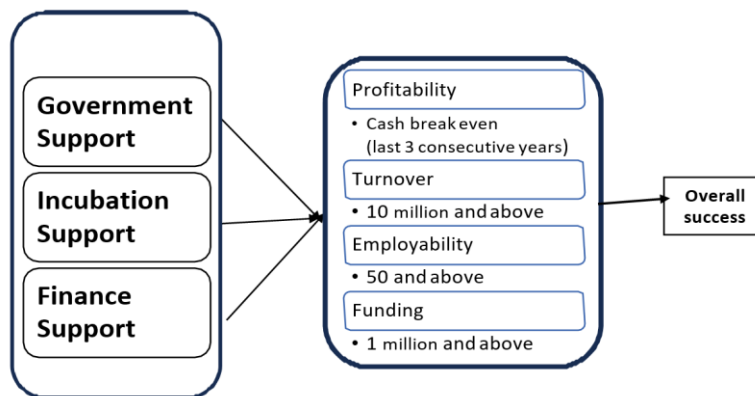 Government
Support
Incubation
Support
Finance
Support
Profitability
• Cash break even
(last 3 consecutive years)
Turnover
• 10 million and above
Employability
• 50 and above
Funding
• 1 million and above
Overall
success